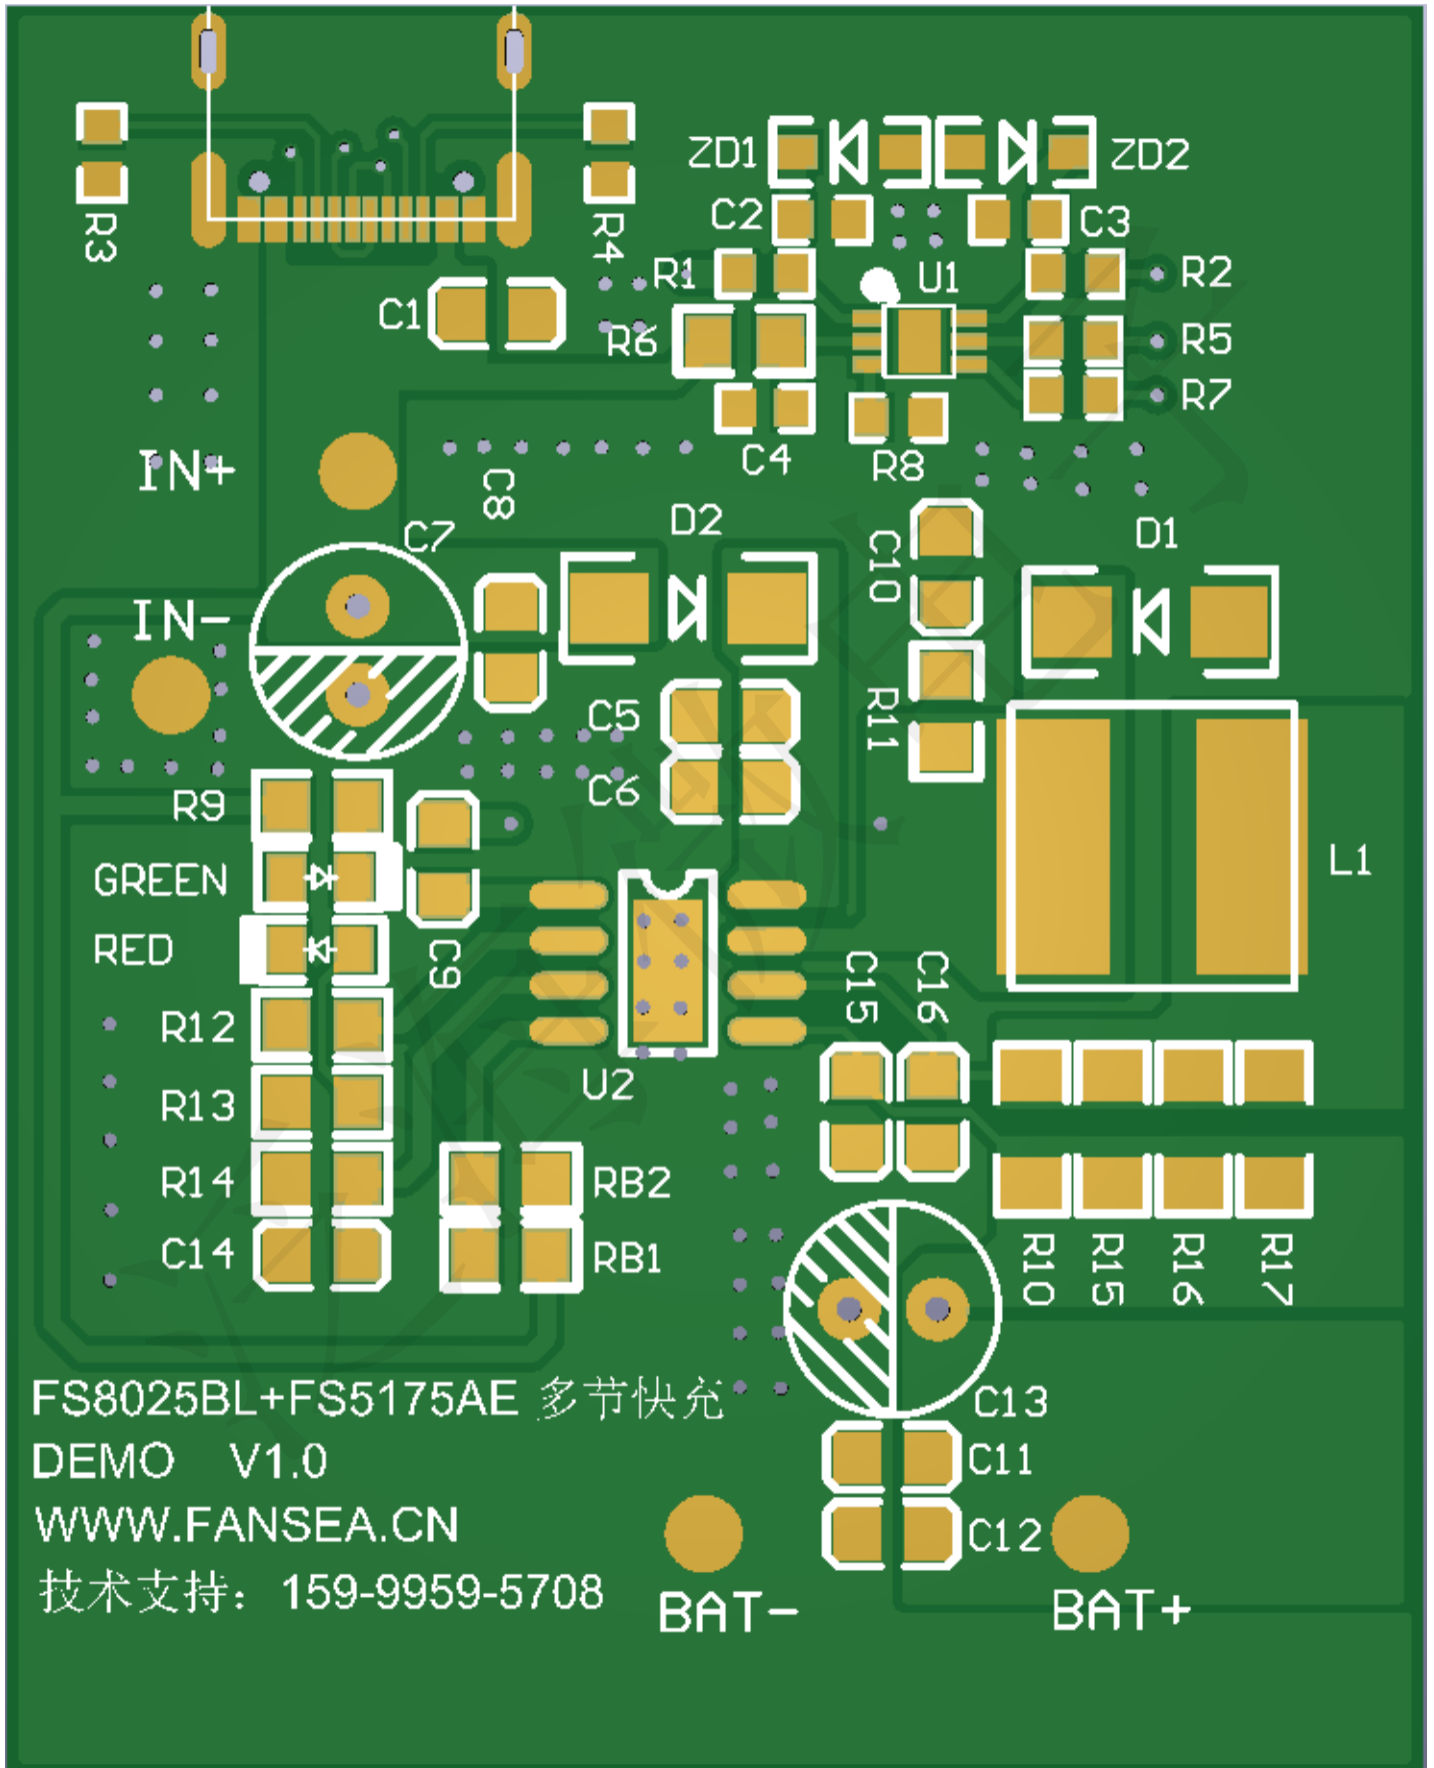 ZD1
ZD2
R3
R4
C2
C3
R1
U1
R2
C1
R6
R5
R7
IN+
C4
R8
C8
C7
D2
C10
D1
IN-
C5
R11
C6
R9
GREEN
L1
RED
C9
C15
C16
R12
U2
R13
R14
RB2
C14
RB1
R10
R15
R16
R17
FS8025BL+FS5175AE 多节快充
C13
DEMO V1.0
C11
WWW.FANSEA.CN
C12
技术支持：159-9959-5708
BAT-
BAT+